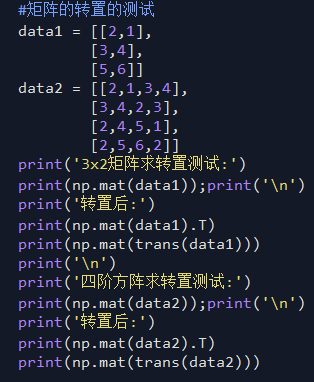 #矩阵的转置的测试
data1 = [[2,1],
[3,4],
[5,6]]
data2 = [[2,1,3,4],
[3,4,2,3],
[2,4,5,1],
[2,5,6,2]]
print('3x2矩阵求转置测试:')
print(np.mat(data1));print('\n')
print('转置后:')
print(np.mat(data1).T)
print(np.mat(trans(data1)))
print('\n')
print('四阶方阵求转置测试:')
print(np.mat(data2));print('\n')
print('转置后:')
print(np.mat(data2).T)
print(np.mat(trans(data2)))